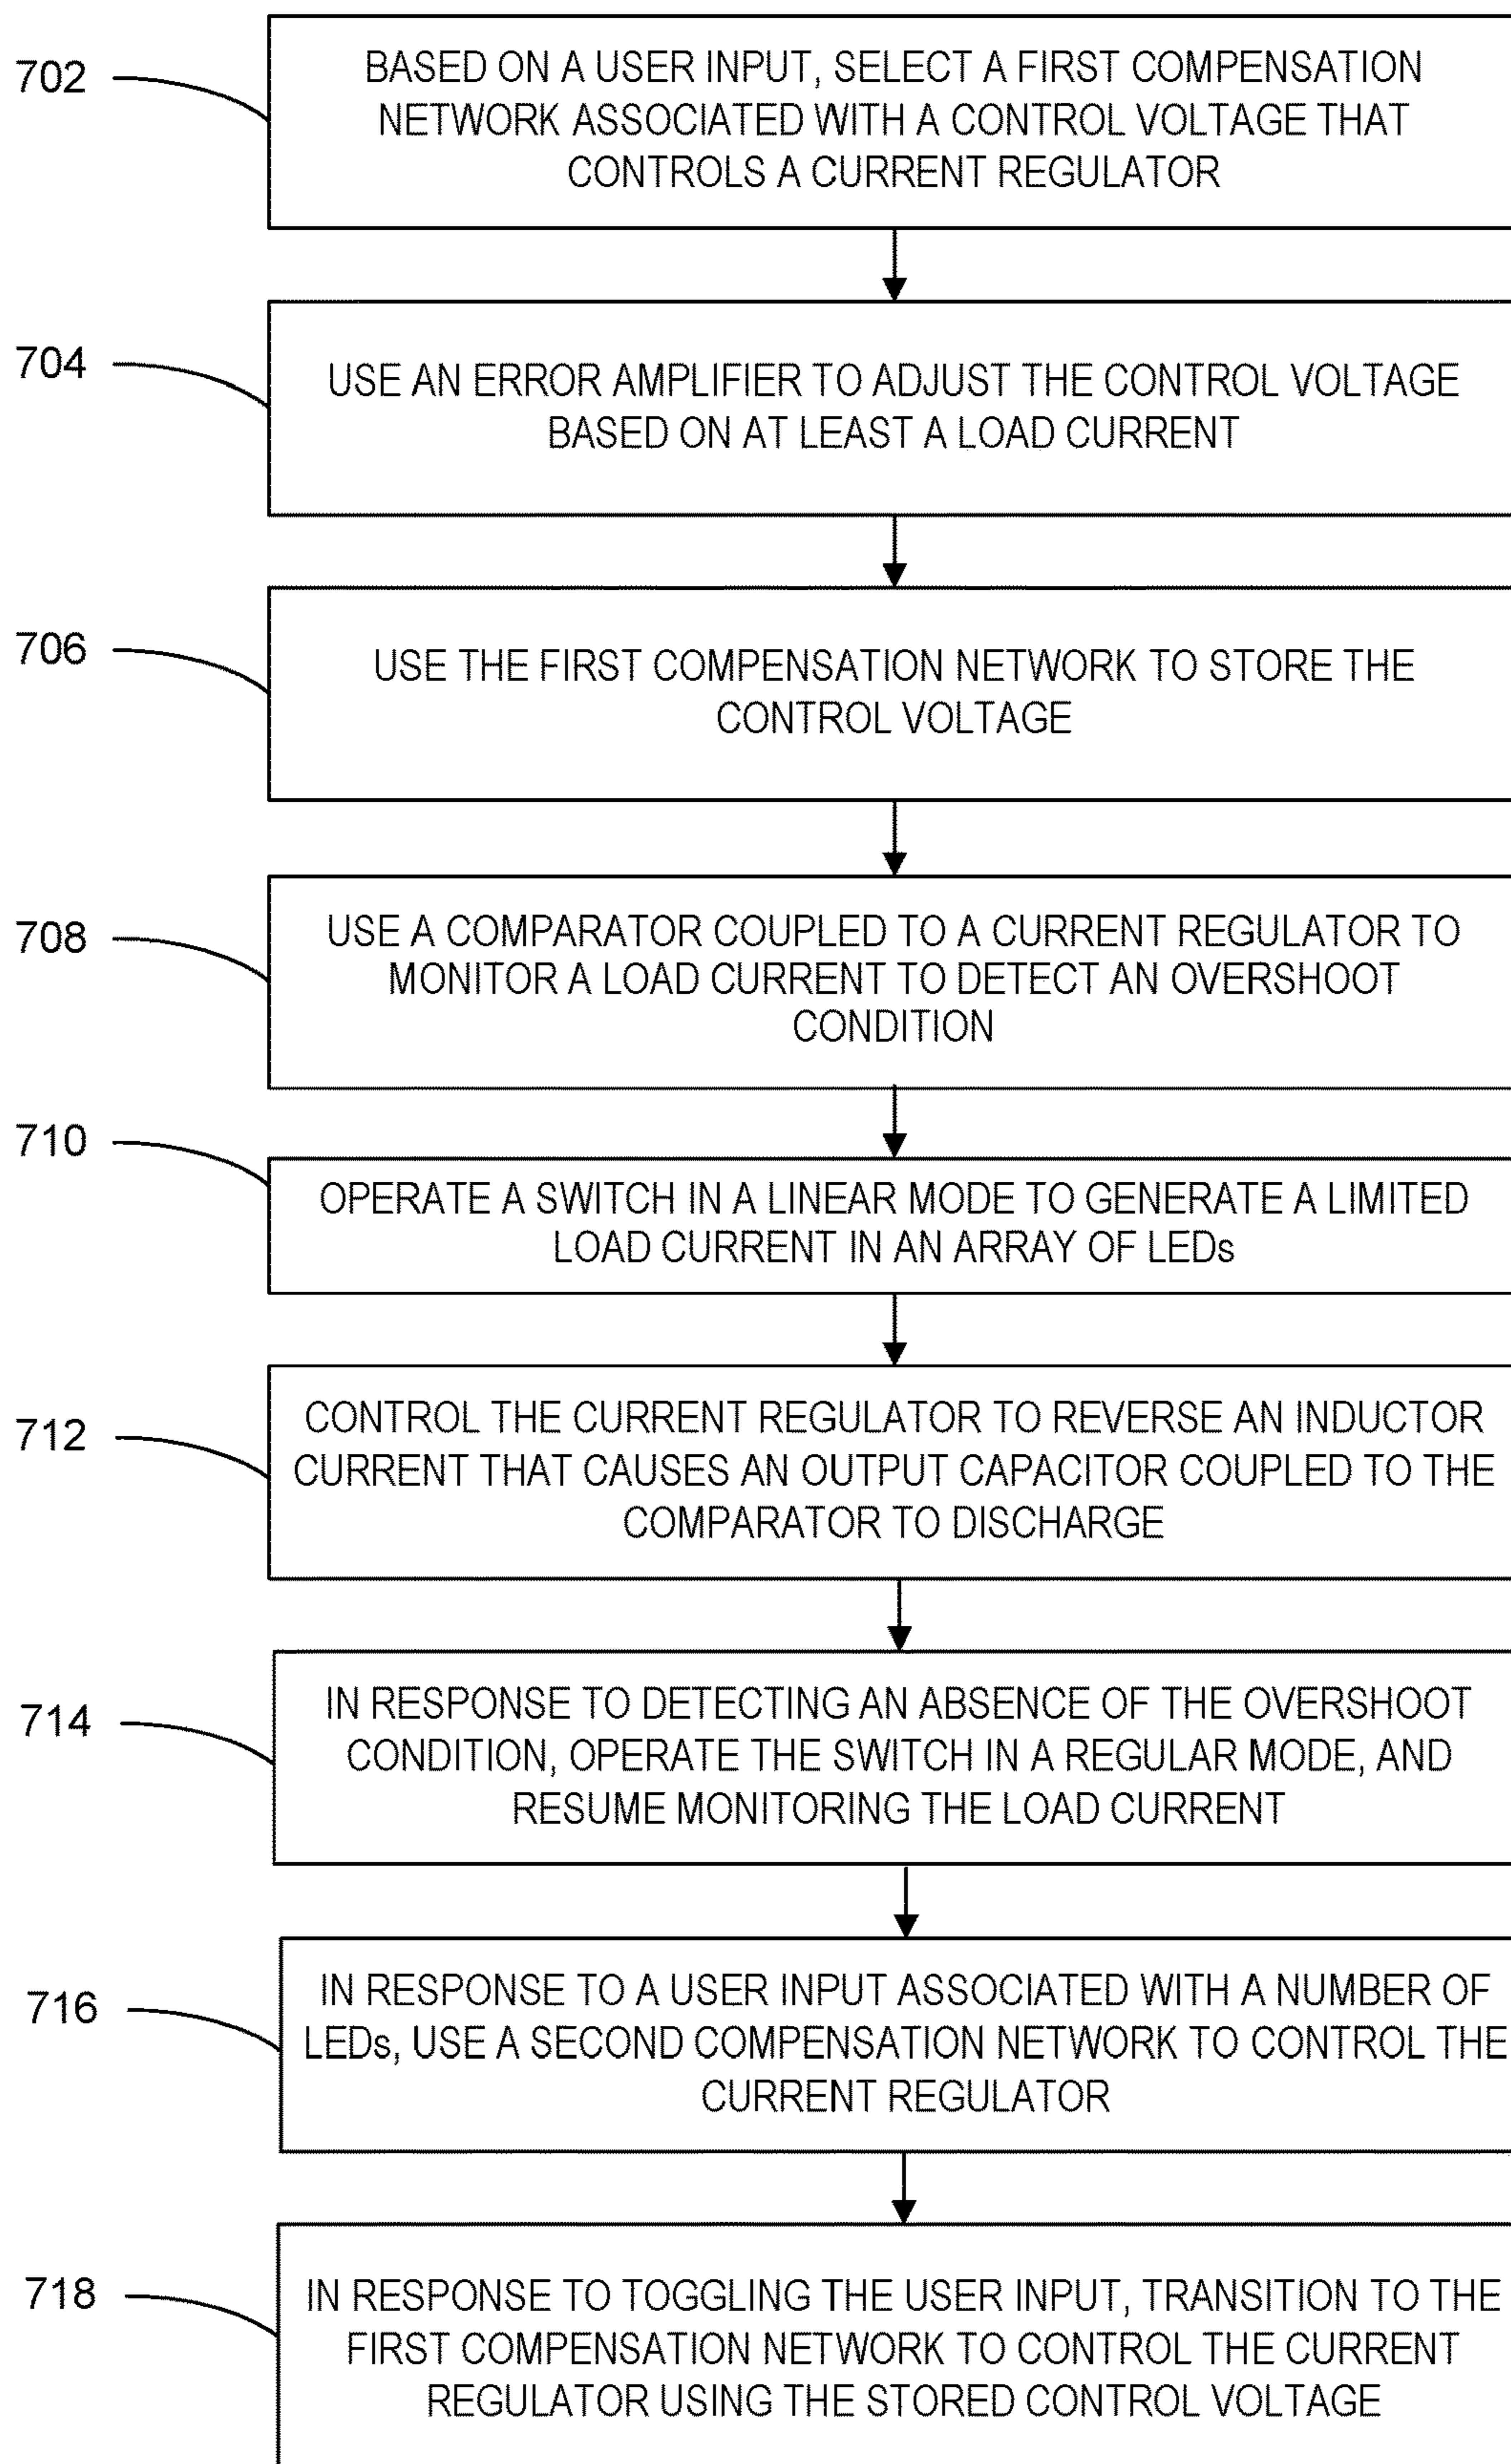 702
BASED ON A USER INPUT, SELECT A FIRST COMPENSATION
NETWORK ASSOCIATED WITH A CONTROL VOLTAGE THAT
CONTROLS A CURRENT REGULATOR
704
USE AN ERROR AMPLIFIER TO ADJUST THE CONTROL VOLTAGE
BASED ON AT LEAST A LOAD CURRENT
706
USE THE FIRST COMPENSATION NETWORK TO STORE THE
CONTROL VOLTAGE
708
USE A COMPARATOR COUPLED TO A CURRENT REGULATOR TO
MONITOR A LOAD CURRENT TO DETECT AN OVERSHOOT
CONDITION
710
OPERATE A SWITCH IN A LINEAR MODE TO GENERATE A LIMITED
LOAD CURRENT IN AN ARRAY OF LEDs
712
CONTROL THE CURRENT REGULATOR TO REVERSE AN INDUCTOR
CURRENT THAT CAUSES AN OUTPUT CAPACITOR COUPLED TO THE
COMPARATOR TO DISCHARGE
714
IN RESPONSE TO DETECTING AN ABSENCE OF THE OVERSHOOT
CONDITION, OPERATE THE SWITCH IN A REGULAR MODE, AND
RESUME MONITORING THE LOAD CURRENT
716
IN RESPONSE TO A USER INPUT ASSOCIATED WITH A NUMBER OF
LEDs, USE A SECOND COMPENSATION NETWORK TO CONTROL THE
CURRENT REGULATOR
718
IN RESPONSE TO TOGGLING THE USER INPUT, TRANSITION TO THE
FIRST COMPENSATION NETWORK TO CONTROL THE CURRENT
REGULATOR USING THE STORED CONTROL VOLTAGE